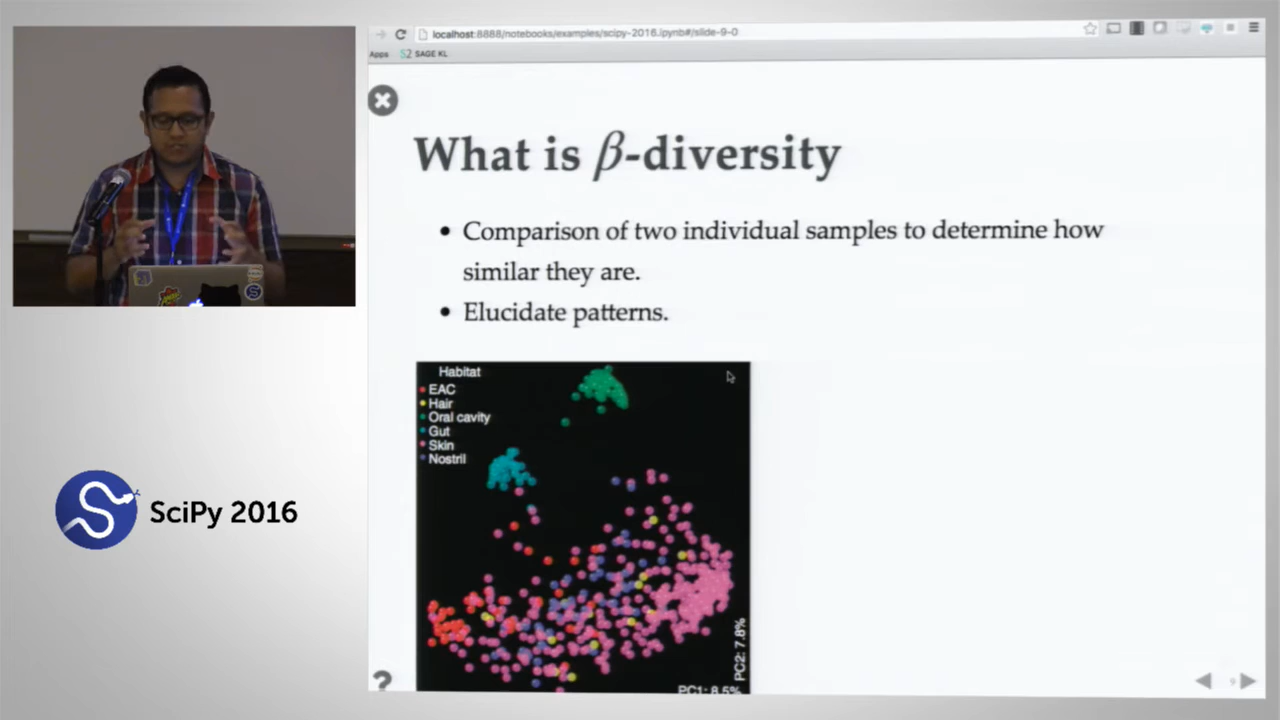 localhost:8888/notebooks/examples/scipy-2016.ipynb#/slide-9-0
Apps
SAGE KL
What is β-diversity
• Comparison of two individual samples to determine how
similar they are.
• Elucidate patterns.
Habitat
EAC
Hair
Oral cavity
Gut
Skin
Nostril
PC2: 7.8%
PC1: 8.5%
?
9
SciPy 2016